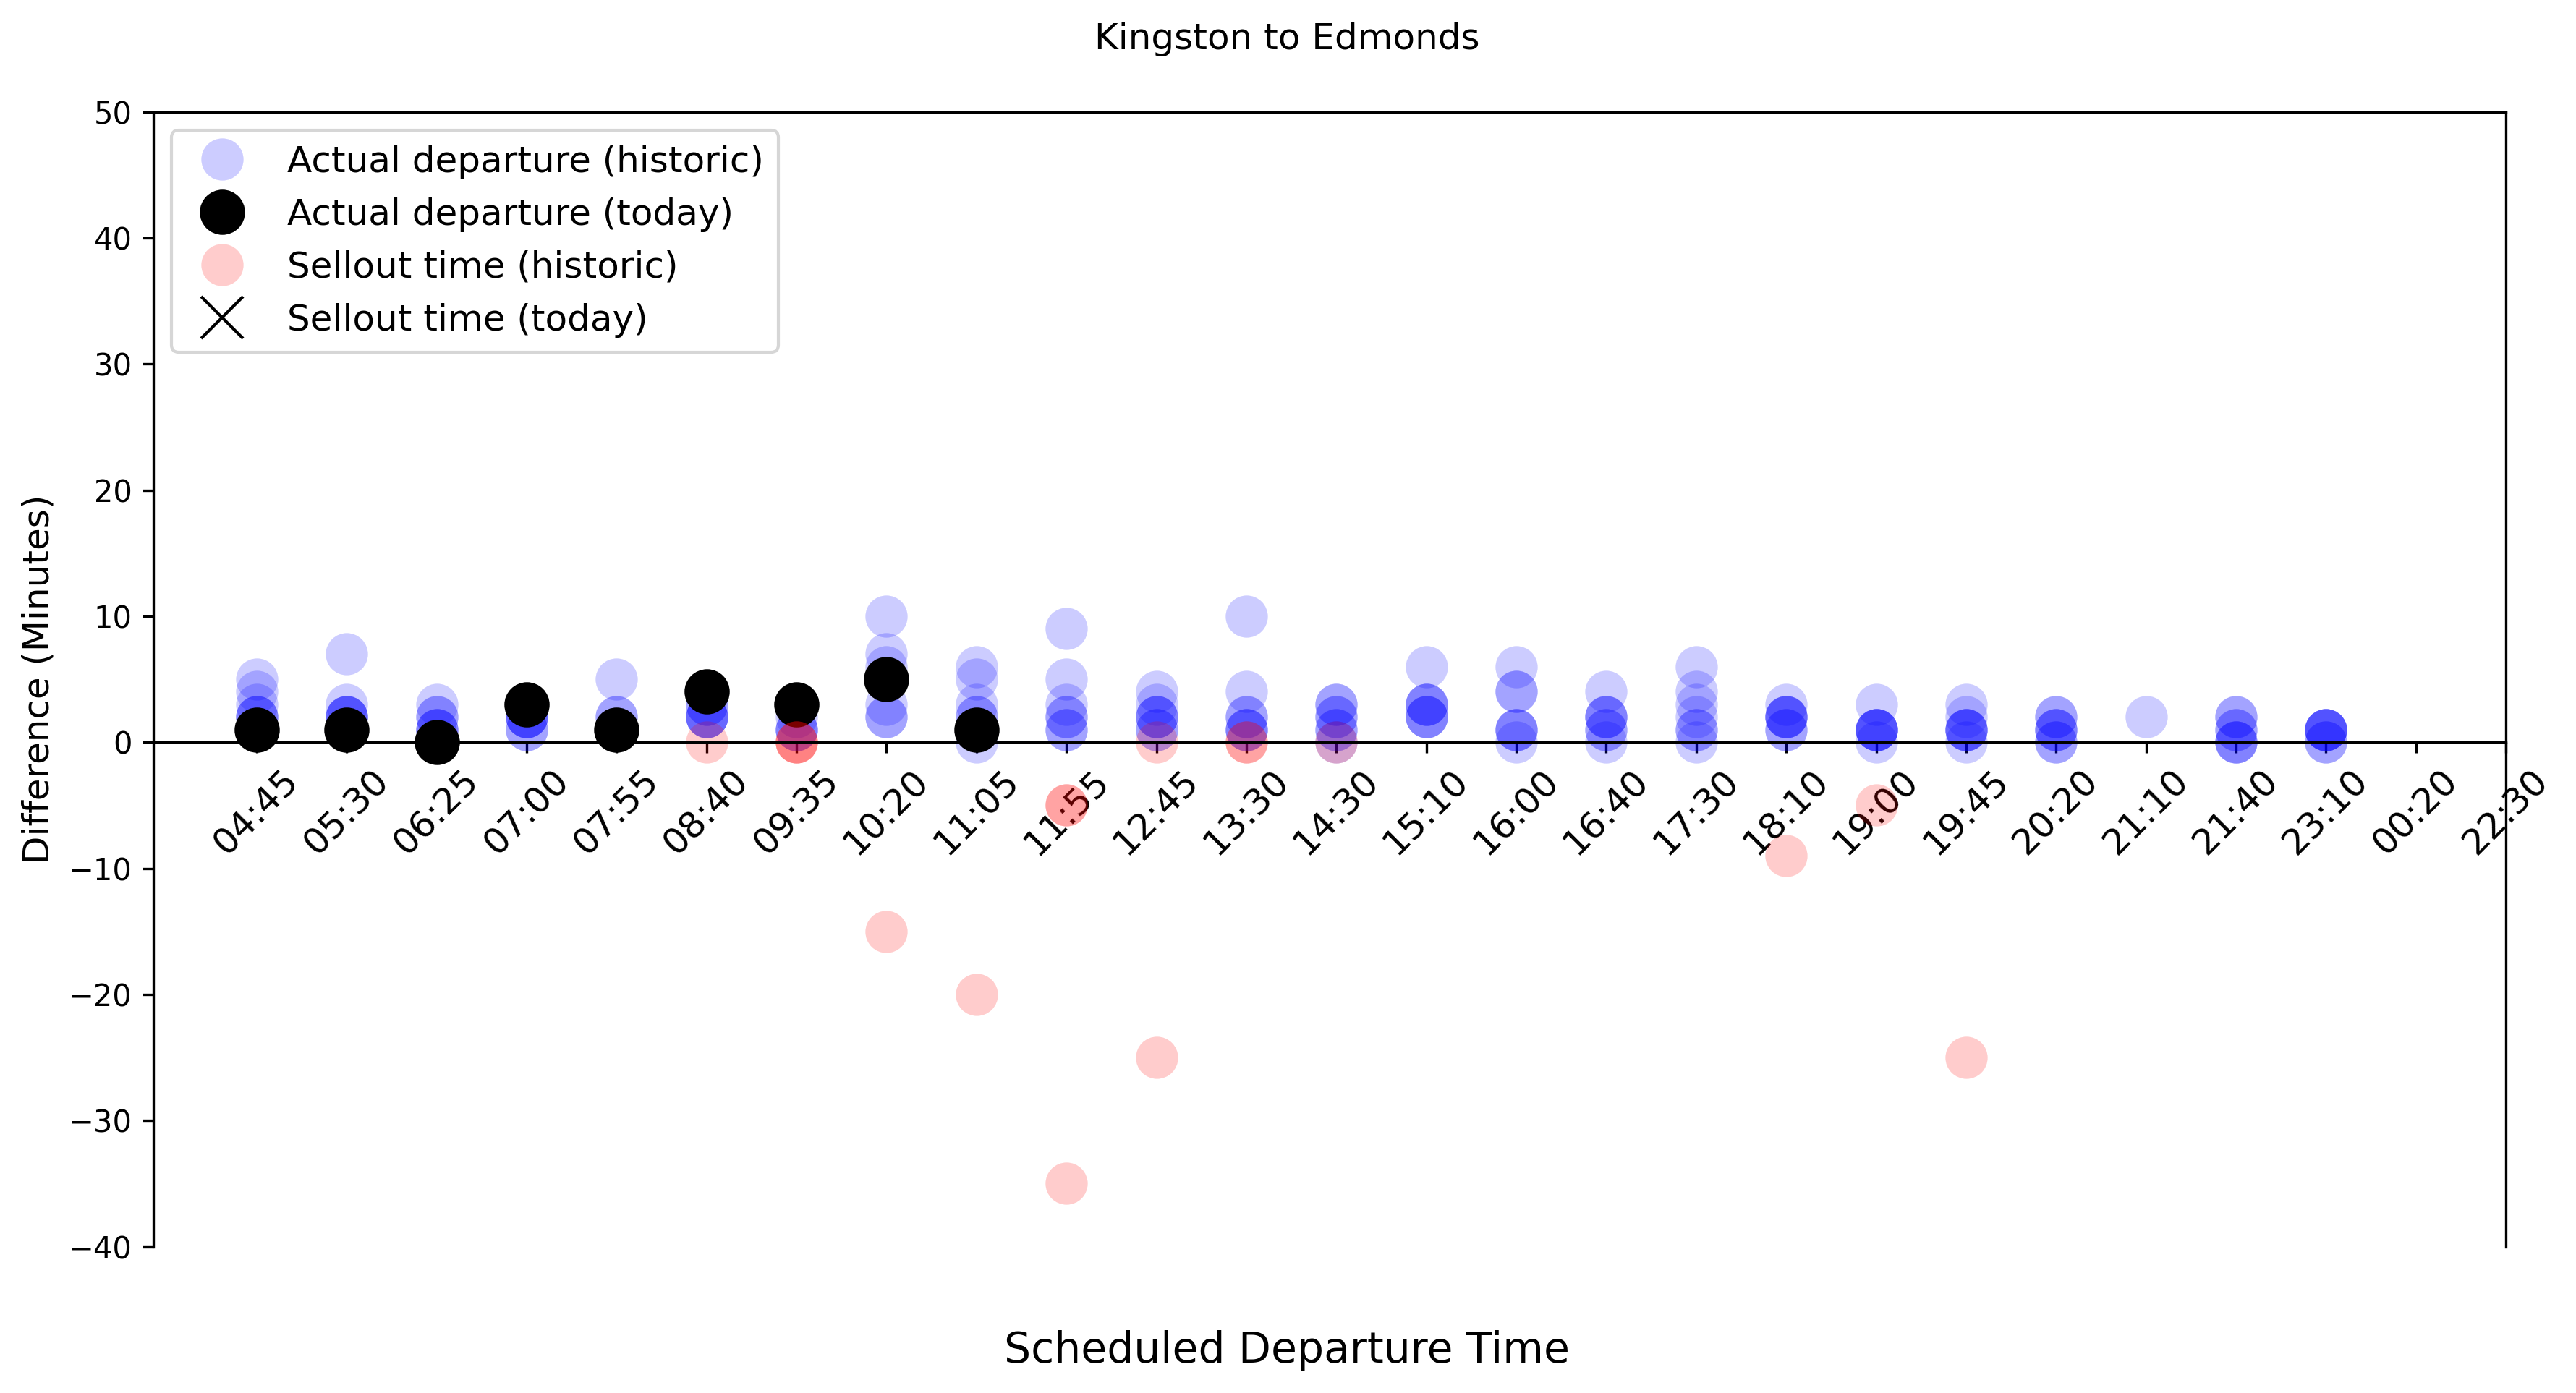 Kingston to Edmonds
50
40
30
20
10
0
−10
−20
−30
−40
Difference (Minutes)
Actual departure (historic)
Actual departure (today)
Sellout time (historic)
Sellout time (today)
04:45 05:30 06:25 07:00 07:55 08:40 09:35 10:20 11:05 11:55 12:45 13:30 14:30 15:10 16:00 16:40 17:30 18:10 19:00 19:45 20:20 21:10 21:40 23:10 00:20 22:30
Scheduled Departure Time